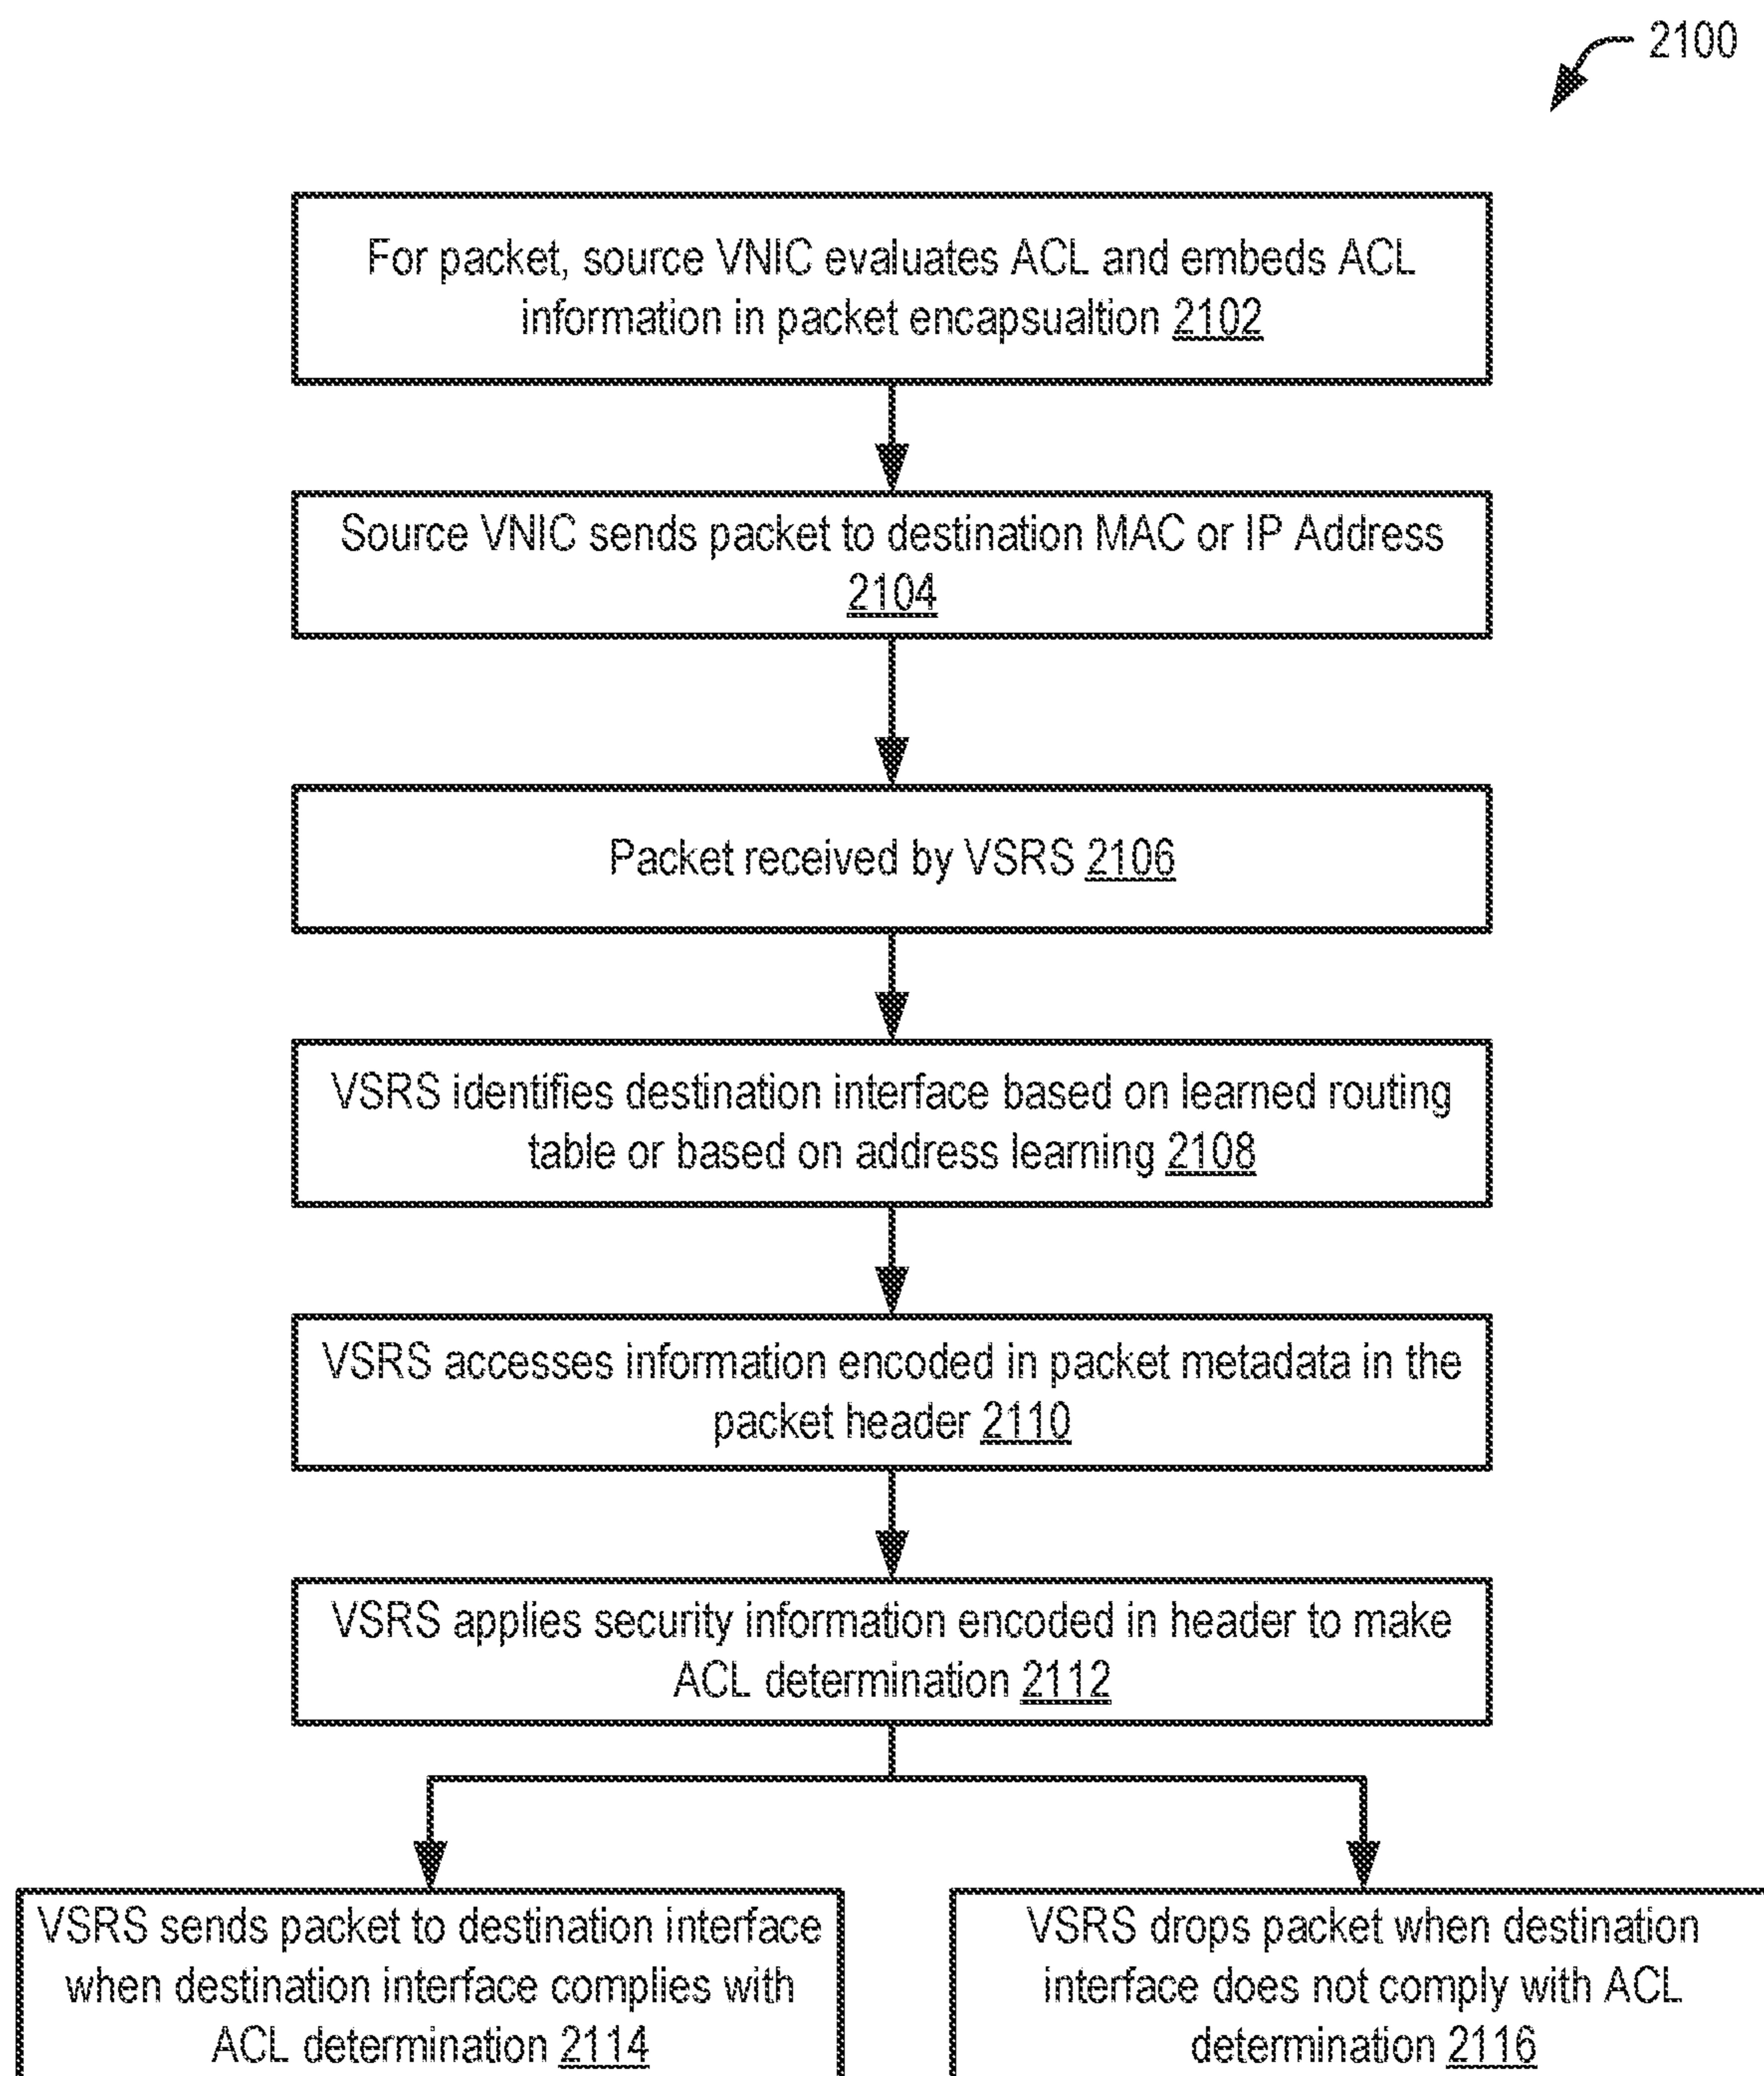 2100
For packet, source VNIC evaluates ACL and embeds ACL
information in packet encapsualtion 2102
Source VNIC sends packet to destination MAC or IP Address
2104
Packet received by VSRS 2106
VSRS identifies destination interface based on learned routing
table or based on address learning 2108
VSRS accesses information encoded in packet metadata in the
packet header 2110
VSRS applies security information encoded in header to make
ACL determination 2112
VSRS sends packet to destination interface
when destination interface complies with
ACL determination 2114
VSRS drops packet when destination
interface does not comply with ACL
determination 2116